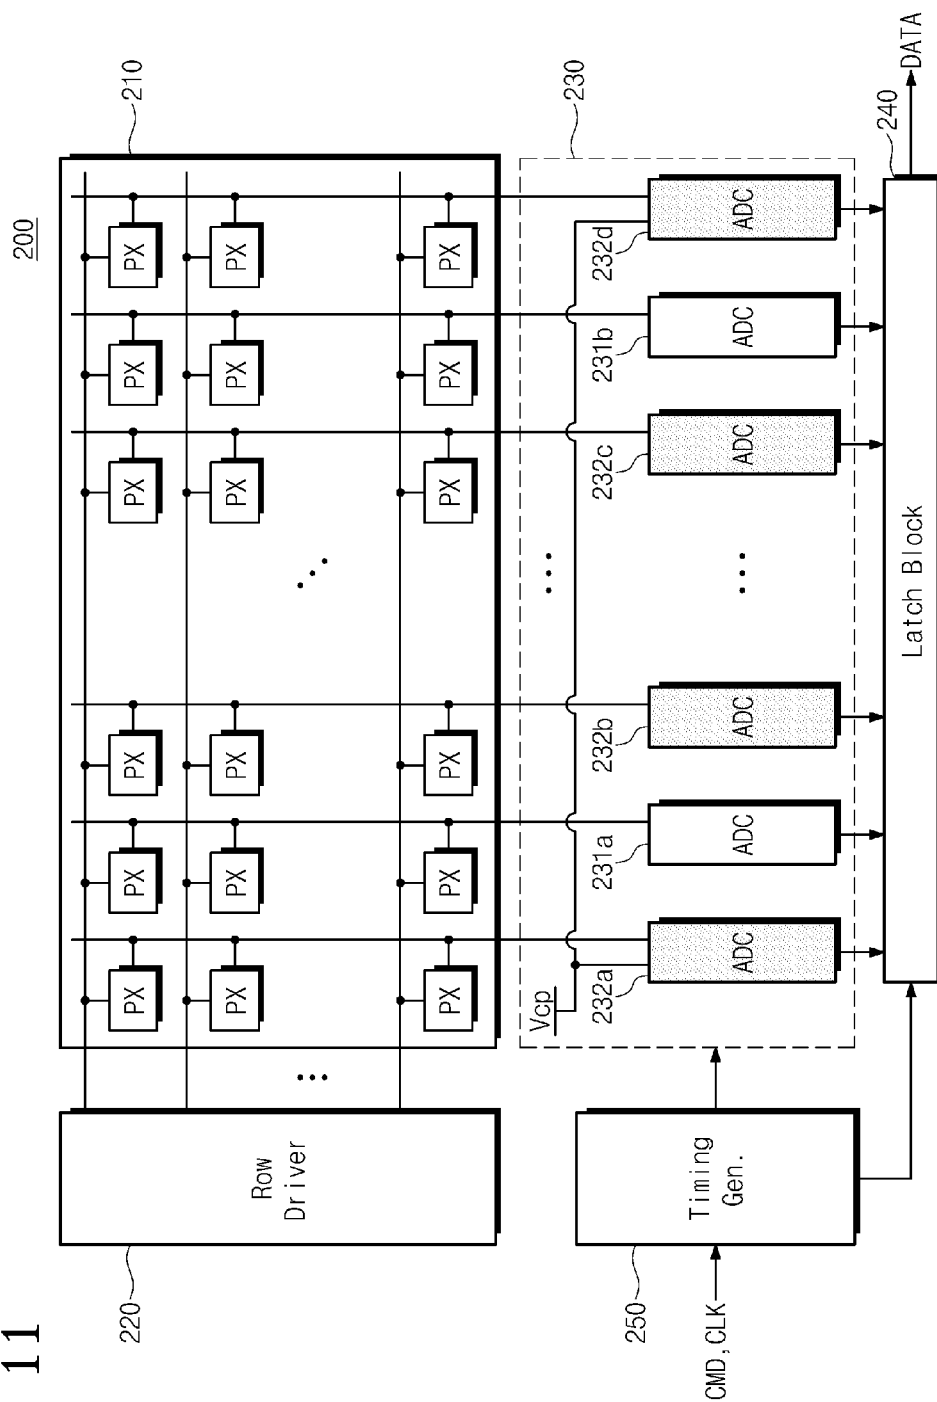 11
200
210
220
Row
Driver
PX PX PX PX PX PX
PX PX PX PX PX PX
PX PX PX PX PX PX
230
Vcp
232a 231a 232b 232c 231b 232d
ADC ADC ADC ADC ADC ADC
250
Timing
Gen.
CMD,CLK
240
Latch Block
DATA